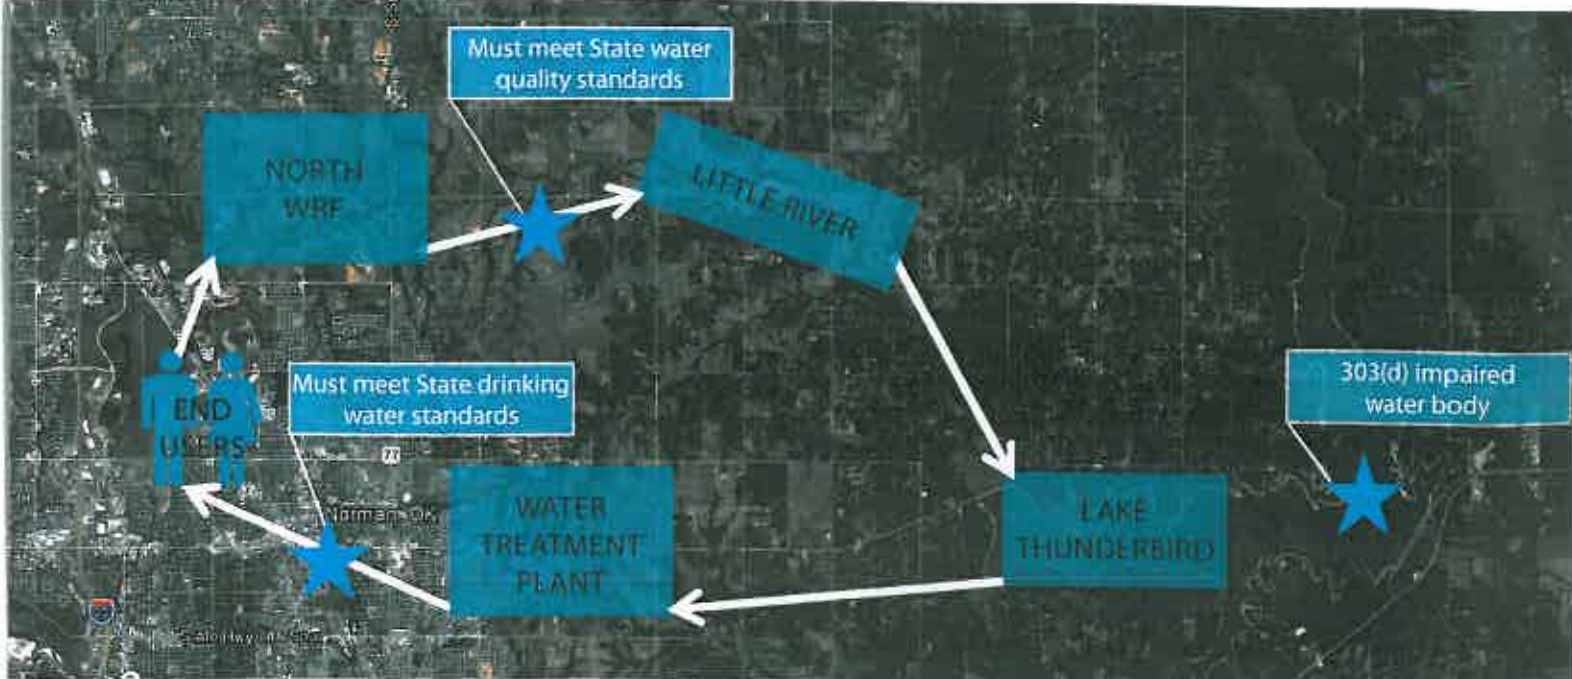 Must meet State water
quality standards
NORTH
WRF
LITTLE RIVER
Must meet State drinking
water standards
END
USERS
303(d) impaired
water body
77
Norman, OK
WATER
TREATMENT
PLANT
LAKE
THUNDERBIRD